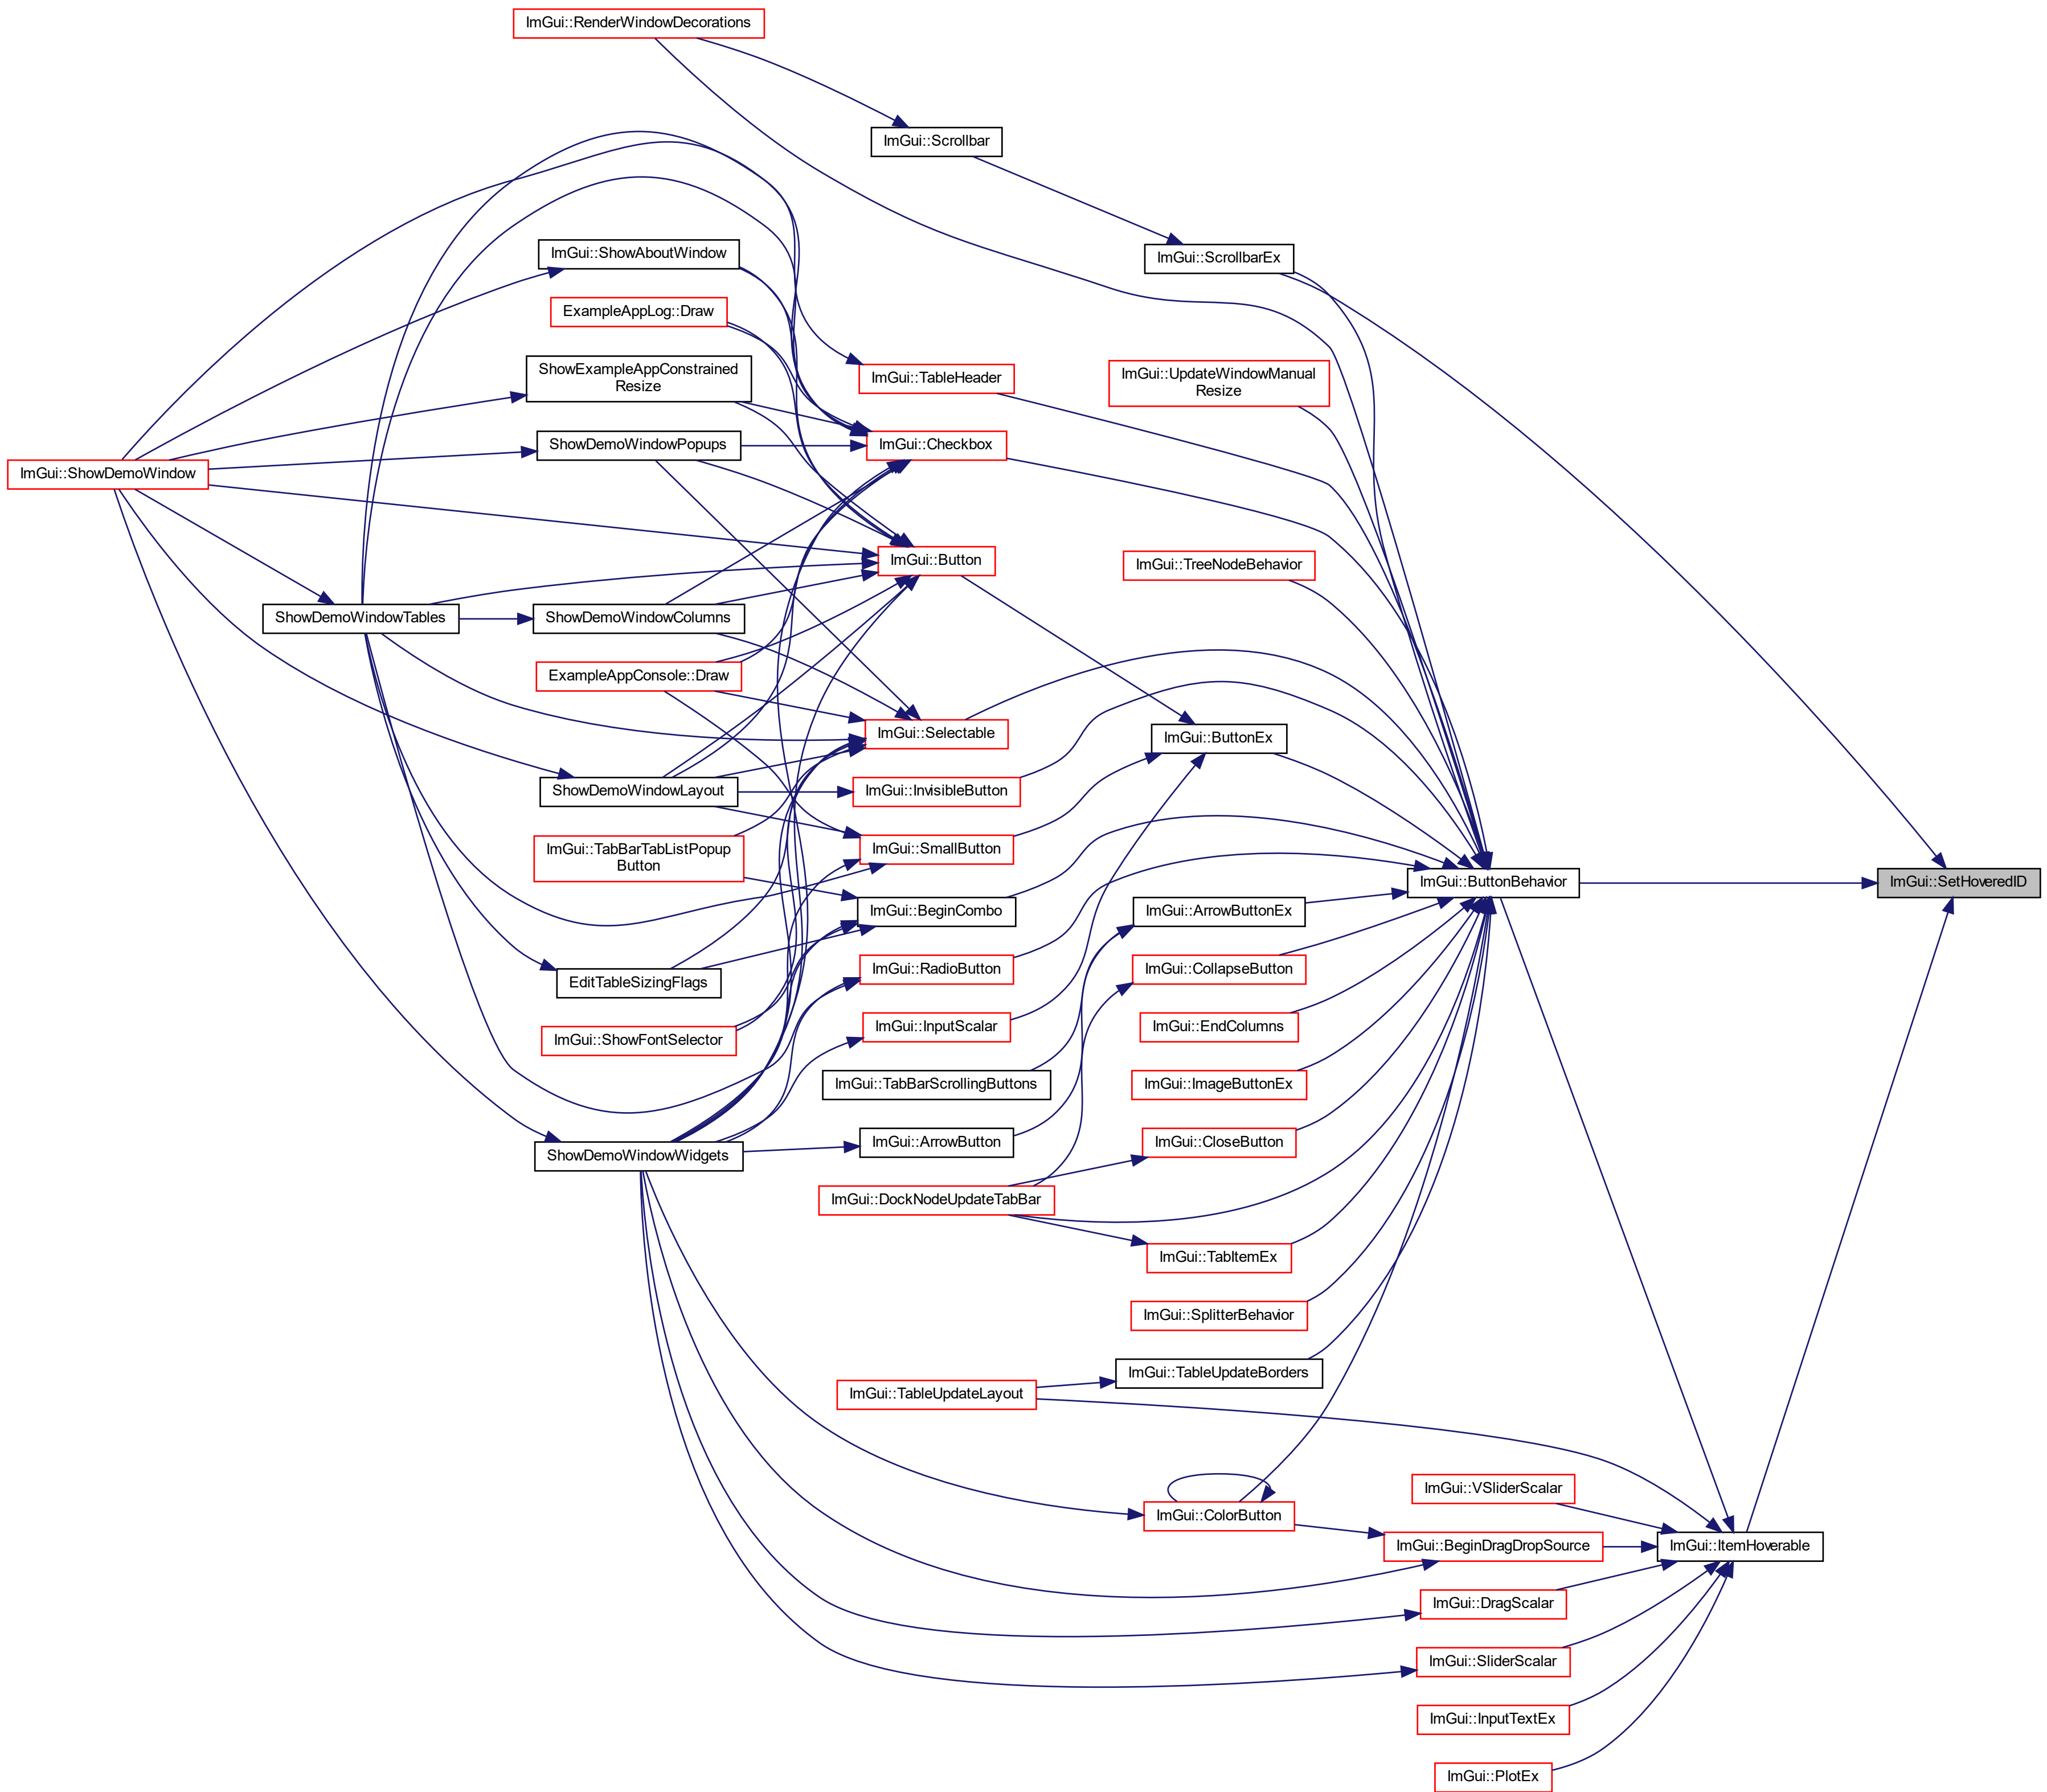 ImGui::RenderWindowDecorations
ImGui::Scrollbar
ImGui::ShowAboutWindow
ImGui::ScrollbarEx
ExampleAppLog::Draw
ShowExampleAppConstrained
Resize
ImGui::TableHeader
ImGui::UpdateWindowManual
Resize
ShowDemoWindowPopups
ImGui::Checkbox
ImGui::ShowDemoWindow
ImGui::Button
ImGui::TreeNodeBehavior
ShowDemoWindowTables
ShowDemoWindowColumns
ExampleAppConsole::Draw
ImGui::Selectable
ImGui::ButtonEx
ShowDemoWindowLayout
ImGui::InvisibleButton
ImGui::TabBarTabListPopup
Button
ImGui::SmallButton
ImGui::ButtonBehavior
ImGui::SetHoveredID
ImGui::BeginCombo
ImGui::ArrowButtonEx
EditTableSizingFlags
ImGui::RadioButton
ImGui::CollapseButton
ImGui::ShowFontSelector
ImGui::InputScalar
ImGui::EndColumns
ImGui::TabBarScrollingButtons
ImGui::ImageButtonEx
ShowDemoWindowWidgets
ImGui::ArrowButton
ImGui::CloseButton
ImGui::DockNodeUpdateTabBar
ImGui::TabItemEx
ImGui::SplitterBehavior
ImGui::TableUpdateBorders
ImGui::TableUpdateLayout
ImGui::VSliderScalar
ImGui::ColorButton
ImGui::BeginDragDropSource
ImGui::ItemHoverable
ImGui::DragScalar
ImGui::SliderScalar
ImGui::InputTextEx
ImGui::PlotEx